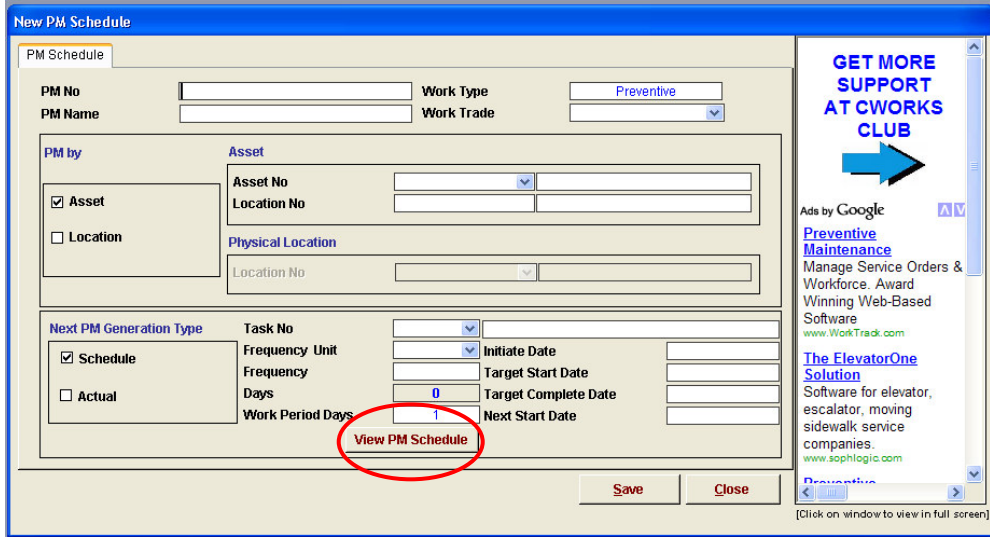 New PM Schedule
PM Schedule
PM No
Work Type
Preventive
PM Name
Work Trade
PM by
Asset
Location
Asset
Asset No
Location No
Physical Location
Location No
Next PM Generation Type
Schedule
Actual
Task No
Frequency Unit
Initiate Date
Frequency
Target Start Date
Days
0
Target Complete Date
Work Period Days
1
Next Start Date
View PM Schedule
Save
Close
GET MORE
SUPPORT
AT CWORKS
CLUB
Ads by Google
Preventive
Maintenance
Manage Service Orders &
Workforce. Award
Winning Web-Based
Software
www.WorkTrack.com
The ElevatorOne
Solution
Software for elevator,
escalator, moving
sidewalk service
companies.
www.sophlogic.com
[Click on window to view in full screen]